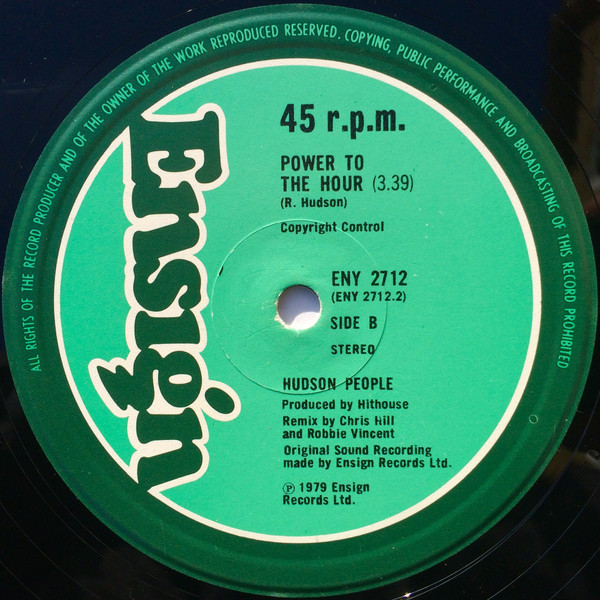 ALL RIGHTS OF THE RECORD PRODUCER AND OF THE OWNER OF THE WORK REPRODUCED RESERVED. COPYING, PUBLIC PERFORMANCE AND BROADCASTING OF THIS RECORD PROHIBITED
Ensign
45 r.p.m.
POWER TO
THE HOUR (3.39)
(R. Hudson)
Copyright Control
ENY 2712
(ENY 2712.2)
SIDE B
STEREO
HUDSON PEOPLE
Produced by Hithouse
Remix by Chris Hill
and Robbie Vincent
Original Sound Recording
made by Ensign Records Ltd.
℗ 1979 Ensign
Records Ltd.